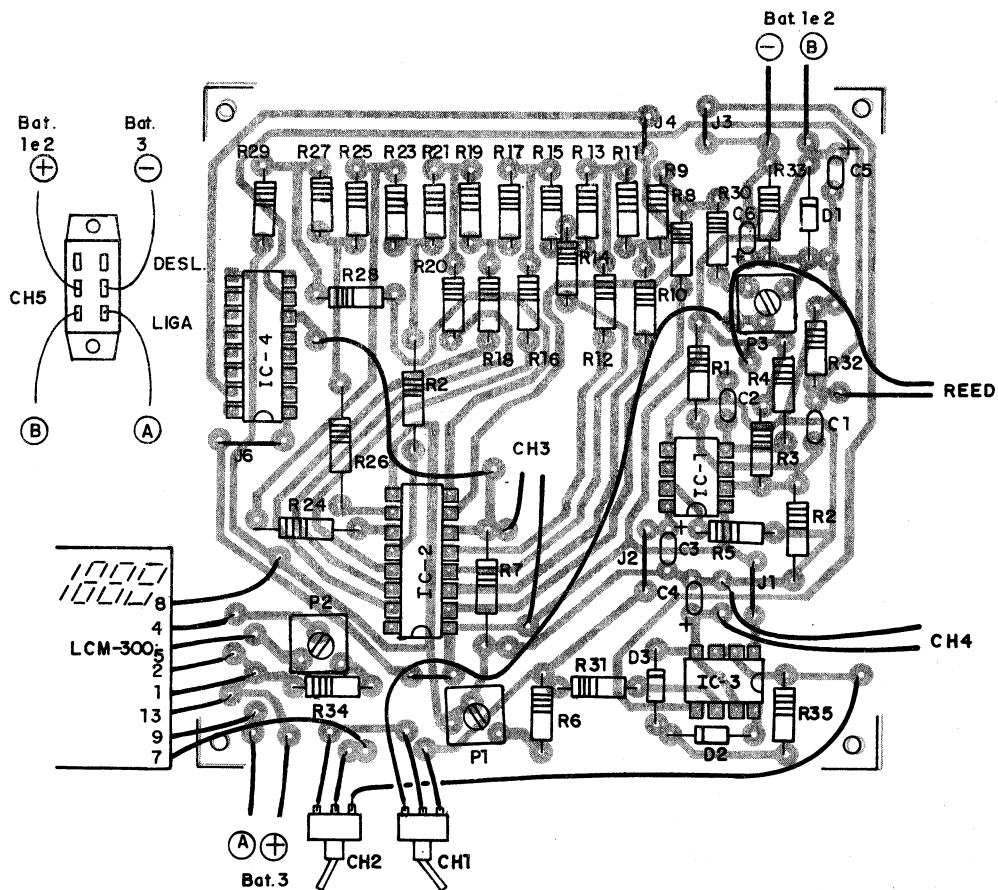 Bat. 1e2
− B
Bat. 1e2
+
Bat. 3
−
CH5
DESL.
LIGA
B A
J4 J3
R29 R27 R25 R23 R21 R19 R17 R15 R13 R11
R9 R8 R30 R33 C5
C6 D1
R20 R28 R14 R10
IC-4
R18 R16 R12
P3
R1 R4 R32
R2
C2 C1
REED
J6 R26
CH3
IC-1 R3
R24
IC-2 R7
R2
J2 C3 R5
C4 J1
8
4
LCM-300
5
2
1
13
9
7
P2
R34
CH4
R31 D3 IC-3
R6 R35
P1 D2
A +
Bat.3
CH2 CH1